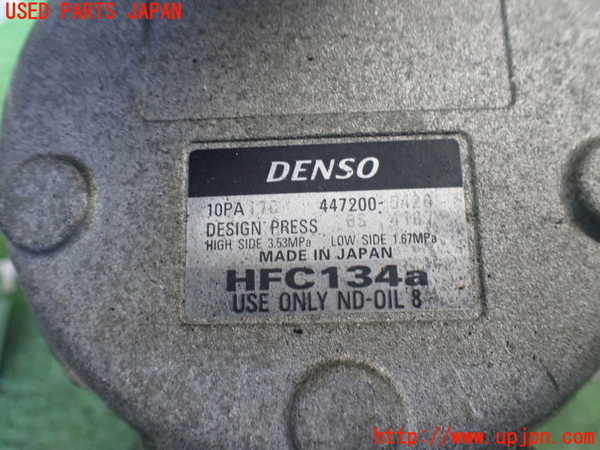 USED PARTS JAPAN
DENSO
10PA17C 447200-
DESIGN PRESS
HIGH SIDE 3.53MPa LOW SIDE 1.67MPa
MADE IN JAPAN
HFC134a
USE ONLY ND-OIL 8
http://www.upjpn.com/